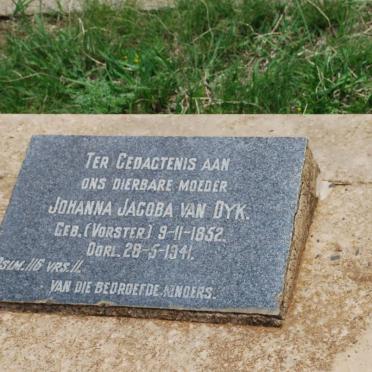 TER GEDACTENIS AAN
ONS DIERBARE MOEDER
JOHANNA JACOBA VAN DYK.
GEB. (VORSTER) 9-11-1852.
OORL. 28-5-1941.
PSLM. 116 VRS. 11.
VAN DIE BEDROEFDE KINDERS.